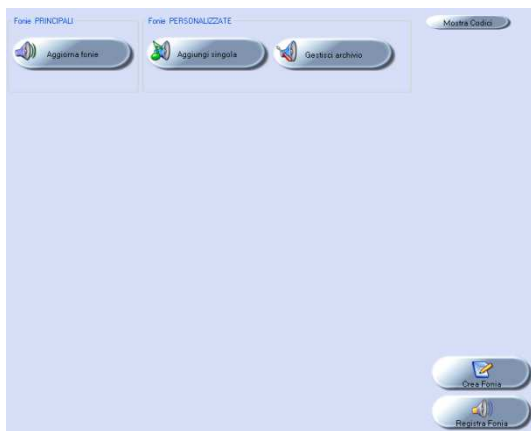 Fonie PRINCIPALI
Aggiorna fonie
Fonie PERSONALIZZATE
Aggiungi singola
Gestisci archivio
Mostra Codici
Crea Fonia
Registra Fonia